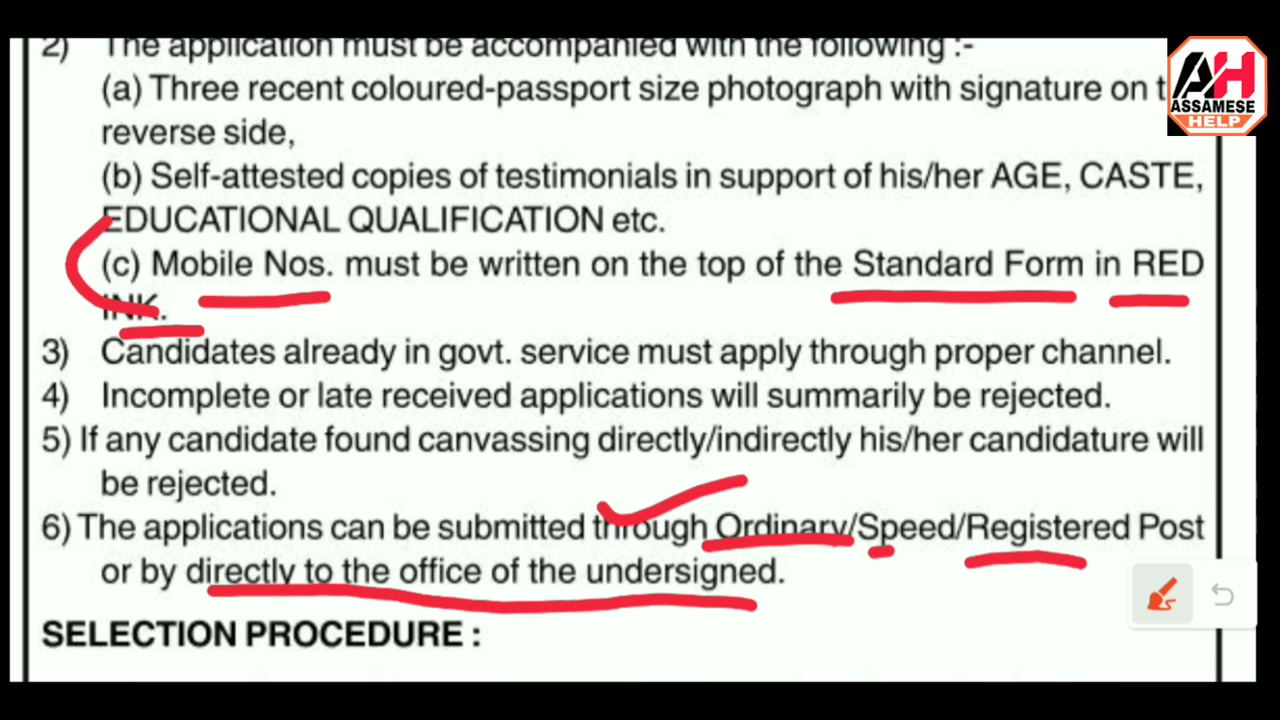 2) The application must be accompanied with the following :-
(a) Three recent coloured-passport size photograph with signature on
reverse side,
(b) Self-attested copies of testimonials in support of his/her AGE, CASTE,
EDUCATIONAL QUALIFICATION etc.
(c) Mobile Nos. must be written on the top of the Standard Form in RED
INK.
3) Candidates already in govt. service must apply through proper channel.
4) Incomplete or late received applications will summarily be rejected.
5) If any candidate found canvassing directly/indirectly his/her candidature will
be rejected.
6) The applications can be submitted through Ordinary/Speed/Registered Post
or by directly to the office of the undersigned.
SELECTION PROCEDURE :
AH
ASSAMESE
HELP